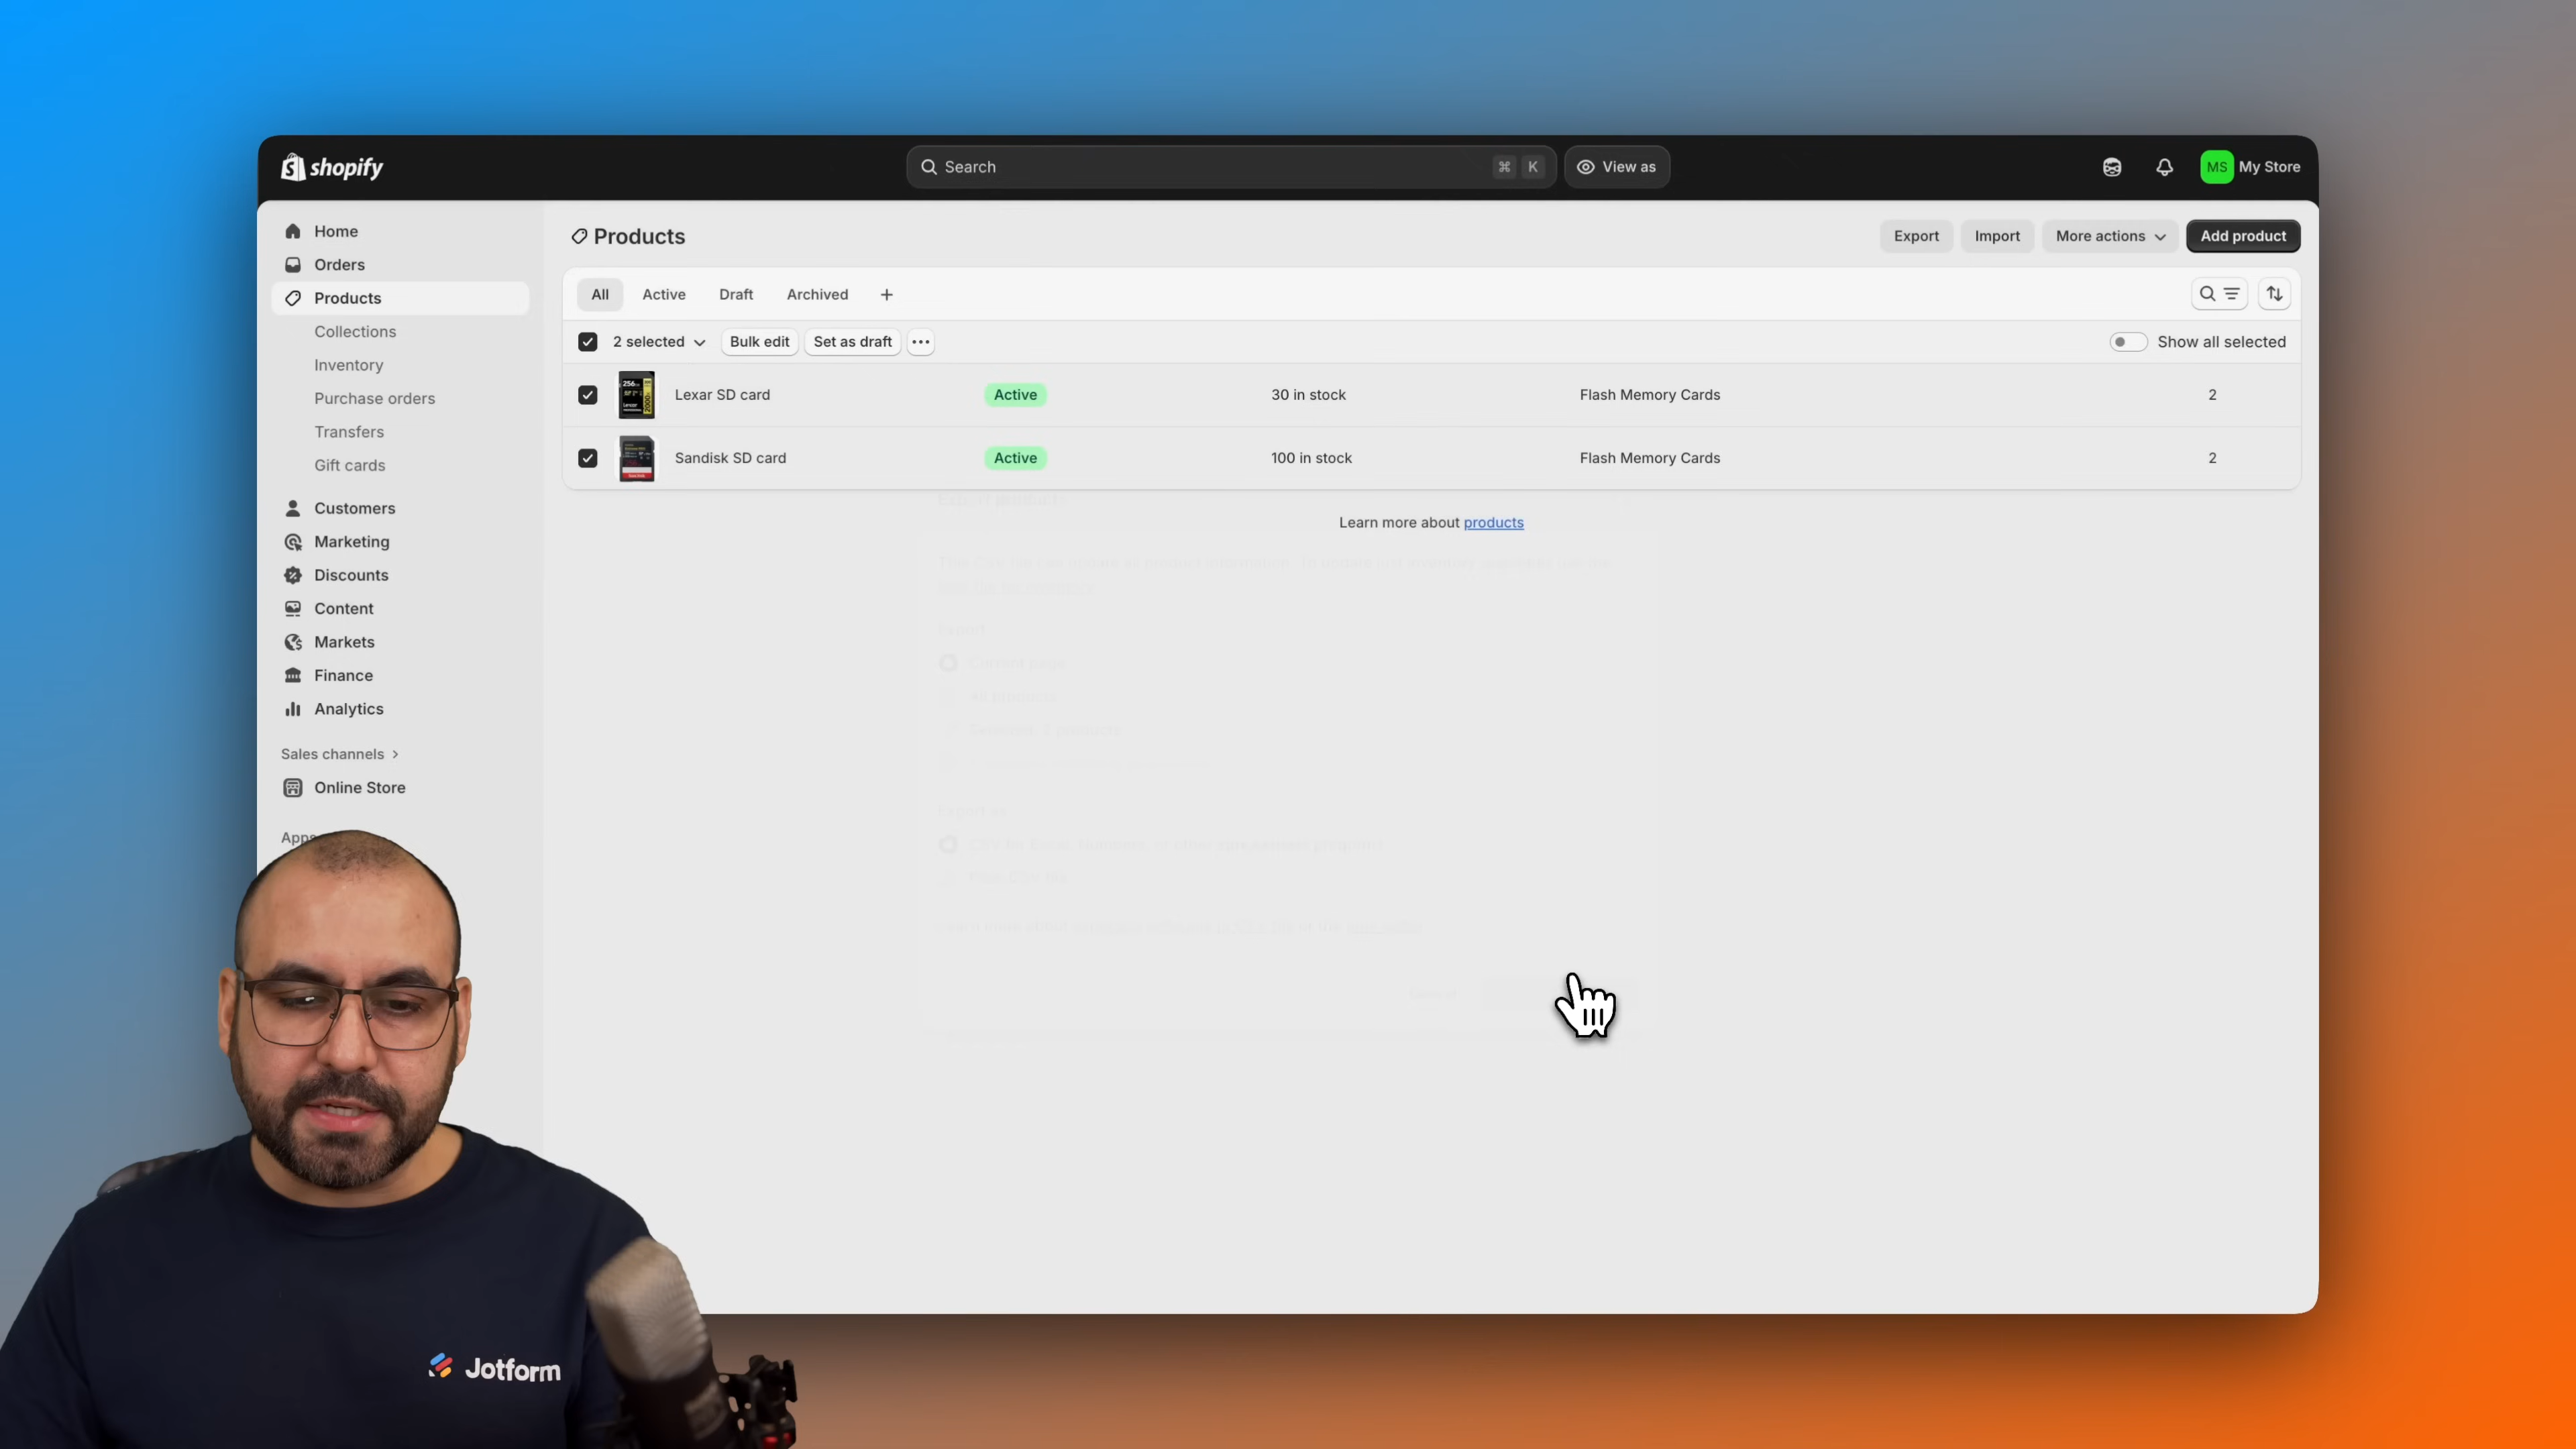 shopify
Search
⌘ K
View as
MS
My Store
Home
Orders
Products
Collections
Inventory
Purchase orders
Transfers
Gift cards
Customers
Marketing
Discounts
Content
Markets
Finance
Analytics
Sales channels
Online Store
Apps
Products
Export
Import
More actions
Add product
All
Active
Draft
Archived
+
2 selected
Bulk edit
Set as draft
Show all selected
Lexar SD card Active 30 in stock Flash Memory Cards 2
Sandisk SD card Active 100 in stock Flash Memory Cards 2
Learn more about products
Jotform